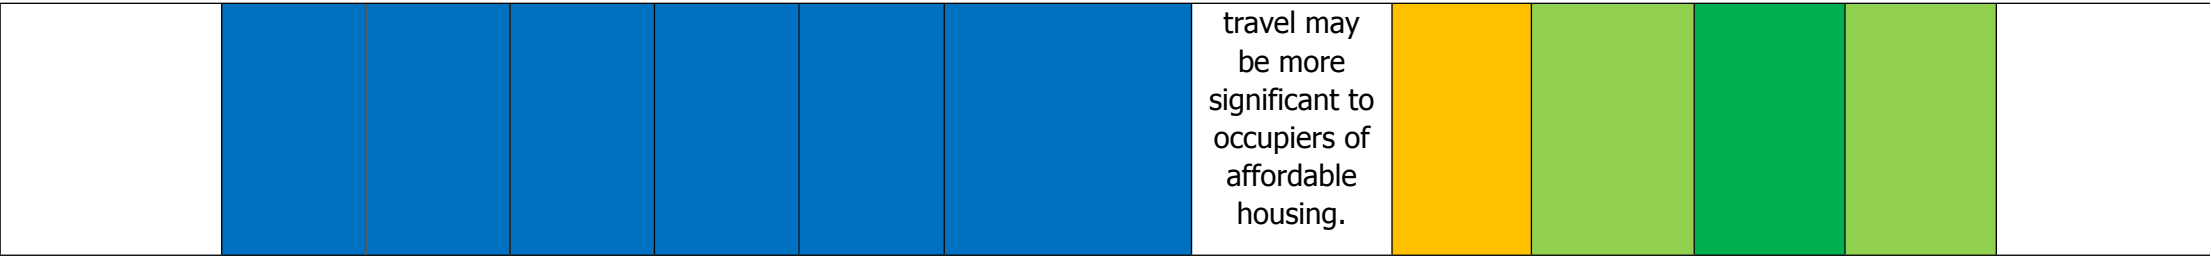 travel may
be more
significant to
occupiers of
affordable
housing.